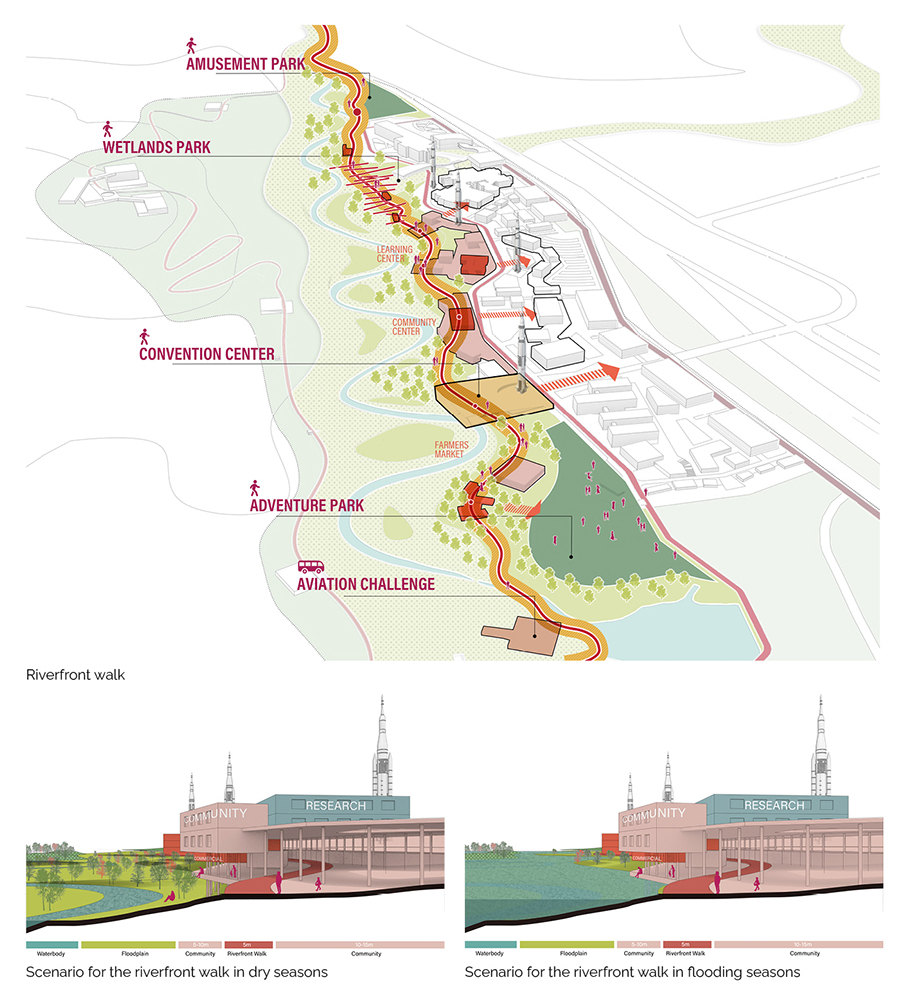 AMUSEMENT PARK
WETLANDS PARK
LEARNING
CENTER
COMMUNITY
CENTER
CONVENTION CENTER
FARMERS
MARKET
ADVENTURE PARK
AVIATION CHALLENGE
Riverfront walk
COMMUNITY
RESEARCH
COMMERCIAL
5-10m
5m
10-15m
Waterbody
Floodplain
Community
Riverfront Walk
Community
Scenario for the riverfront walk in dry seasons
COMMUNITY
RESEARCH
COMMERCIAL
5-10m
5m
10-15m
Waterbody
Floodplain
Community
Riverfront Walk
Community
Scenario for the riverfront walk in flooding seasons